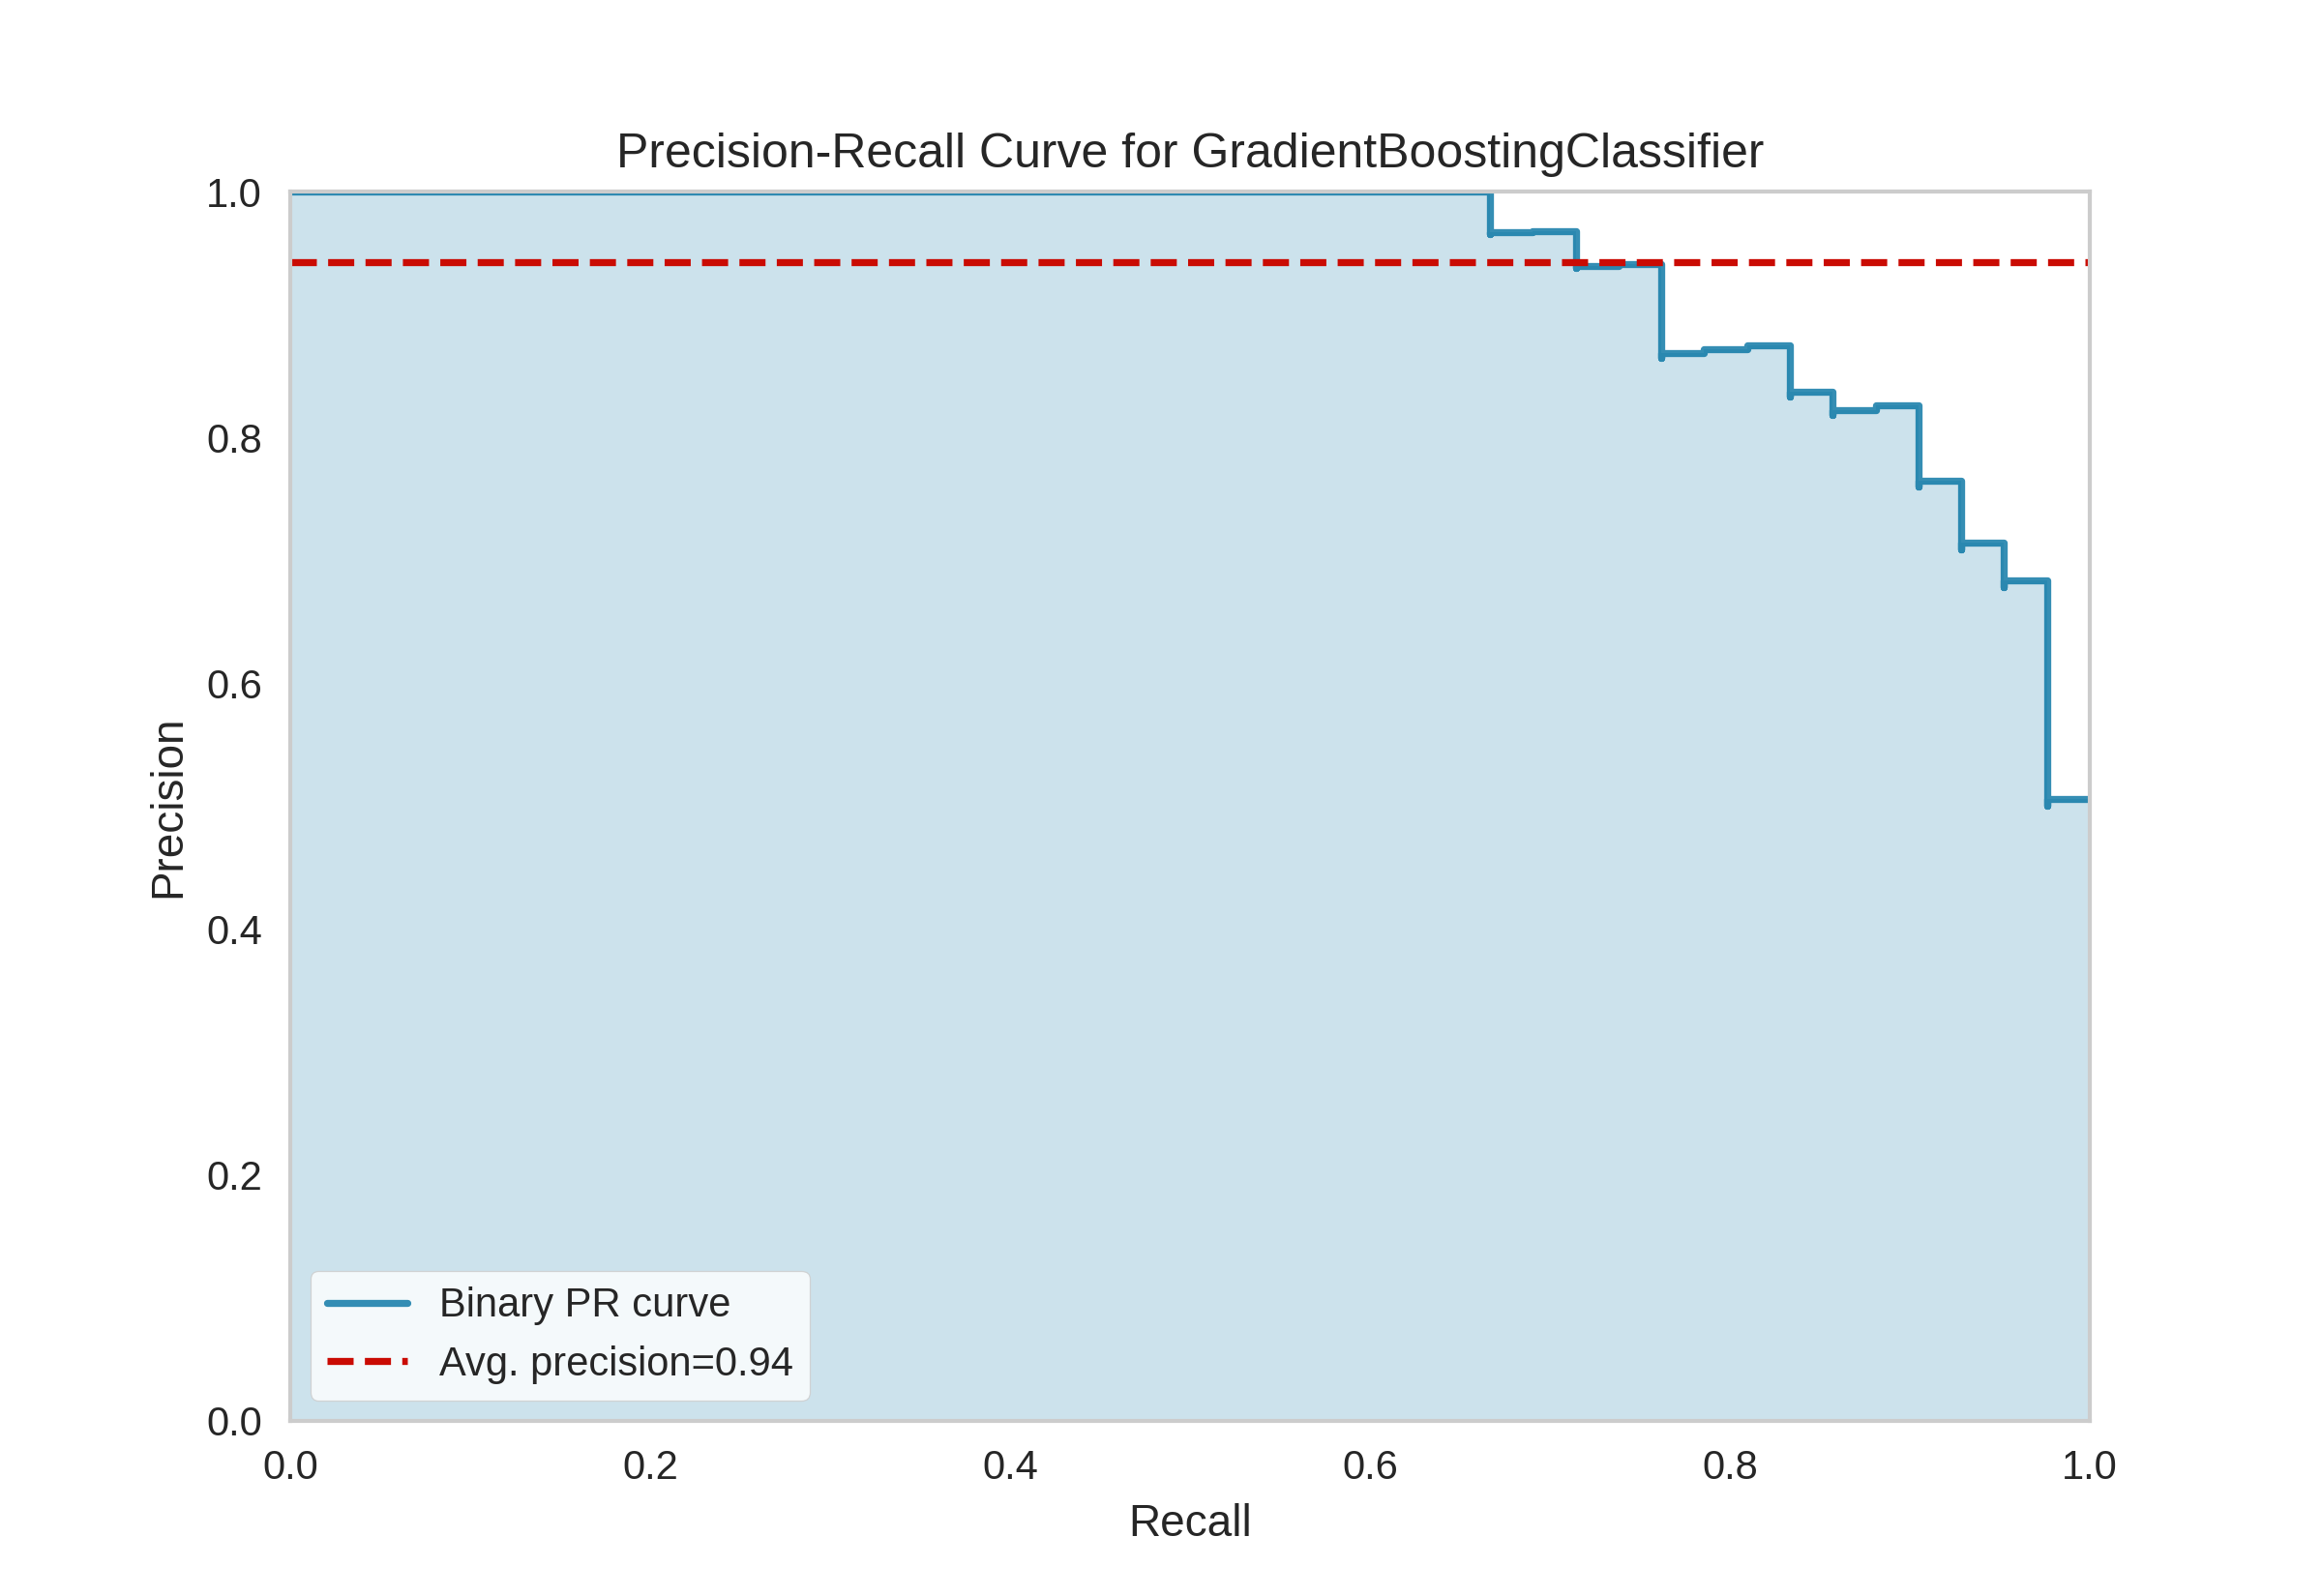 Precision-Recall Curve for GradientBoostingClassifier
1.0
0.8
0.6
0.4
0.2
0.0
Precision
Binary PR curve
Avg. precision=0.94
0.0 0.2 0.4 0.6 0.8 1.0
Recall